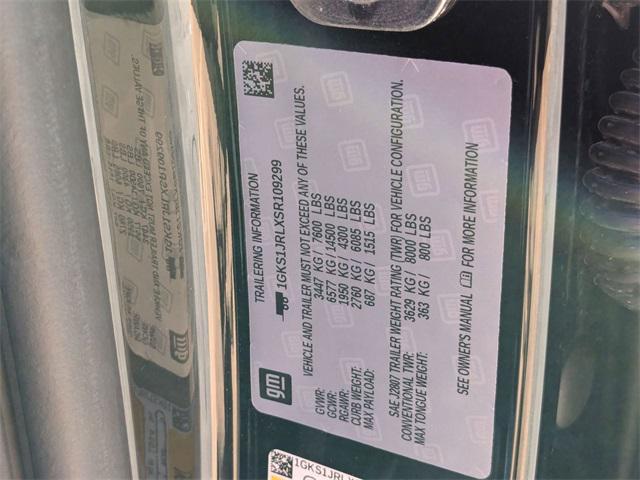 TRAILERING INFORMATION
1GKS1JRLXSR109299
VEHICLE AND TRAILER MUST NOT EXCEED ANY OF THESE VALUES.
GVWR: 3447 KG / 7600 LBS
GCWR: 6577 KG / 14500 LBS
RGAWR: 1950 KG / 4300 LBS
CURB WEIGHT: 2760 KG / 6085 LBS
MAX PAYLOAD: 687 KG / 1515 LBS
SAE J2807 TRAILER WEIGHT RATING (TWR) FOR VEHICLE CONFIGURATION.
CONVENTIONAL TWR: 3629 KG / 8000 LBS
MAX TONGUE WEIGHT: 363 KG / 800 LBS
SEE OWNER'S MANUAL FOR MORE INFORMATION
gm
1GKS1JRLX